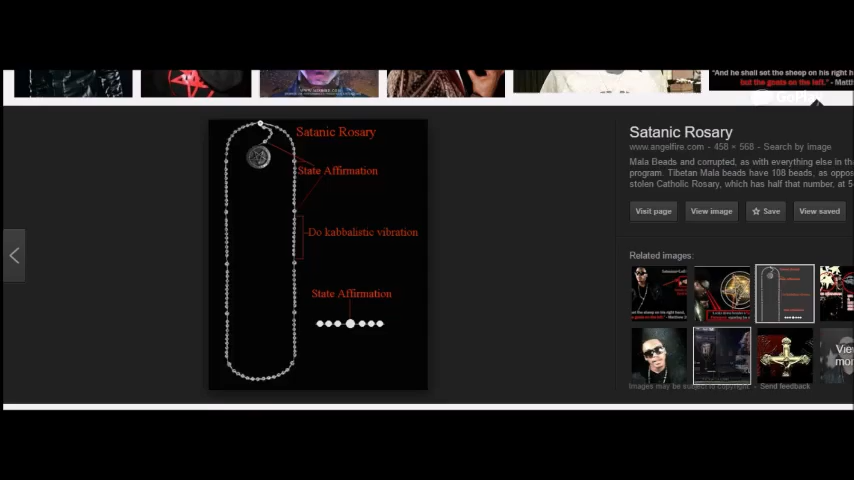 "And he shall set the sheep on his right h
but the goats on the left." - Matti
Satanic Rosary
State Affirmation
Do kabbalistic vibration
State Affirmation
Satanic Rosary
www.angelfire.com - 458 × 568 - Search by image
Mala Beads and corrupted, as with everything else in th
program. Tibetan Mala beads have 108 beads, as oppos
stolen Catholic Rosary, which has half that number, at 5
Visit page
View image
Save
View saved
Related images:
View
mor
Images may be subject to copyright. - Send feedback